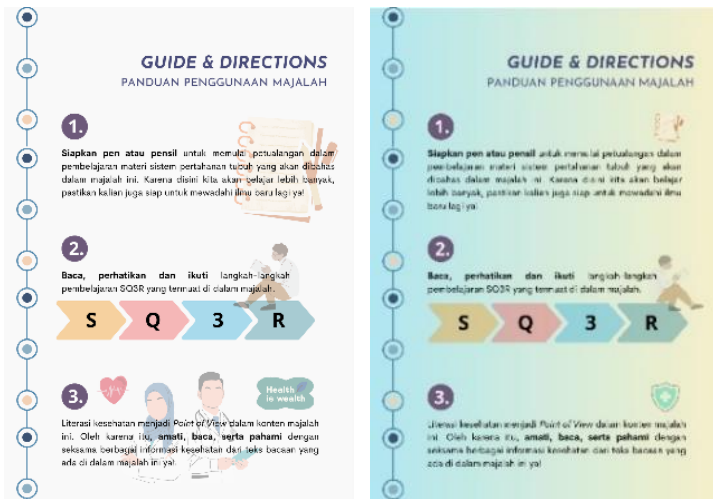 GUIDE & DIRECTIONS
PANDUAN PENGGUNAAN MAJALAH
1.
Siapkan pen atau pensil untuk memulai petualangan dalam
pembelajaran materi sistem pertahanan tubuh yang akan dibahas
dalam majalah ini. Karena disini kita akan belajar lebih banyak,
pastikan kalian juga siap untuk mewadahi ilmu baru lagi ya!
2.
Baca, perhatikan dan ikuti langkah-langkah
pembelajaran SQ3R yang termuat di dalam majalah.
S Q 3 R
3.
Health
is wealth
Literasi kesehatan menjadi Point of View dalam konten majalah
ini. Oleh karena itu, amati, baca, serta pahami dengan
seksama berbagai informasi kesehatan dari teks bacaan yang
ada di dalam majalah ini ya!
GUIDE & DIRECTIONS
PANDUAN PENGGUNAAN MAJALAH
1.
Siapkan pen atau pensil untuk memulai petualangan dalam
pembelajaran materi sistem pertahanan tubuh yang akan
dibahas dalam majalah ini. Karena disini kita akan belajar
lebih banyak, pastikan kalian juga siap untuk mewadahi ilmu
baru lagi ya!
2.
Baca, perhatikan dan ikuti langkah-langkah
pembelajaran SQ3R yang termuat di dalam majalah.
S Q 3 R
3.
Literasi kesehatan menjadi Point of View dalam konten majalah
ini. Oleh karena itu, amati, baca, serta pahami dengan
seksama berbagai informasi kesehatan dari teks bacaan yang
ada di dalam majalah ini ya!